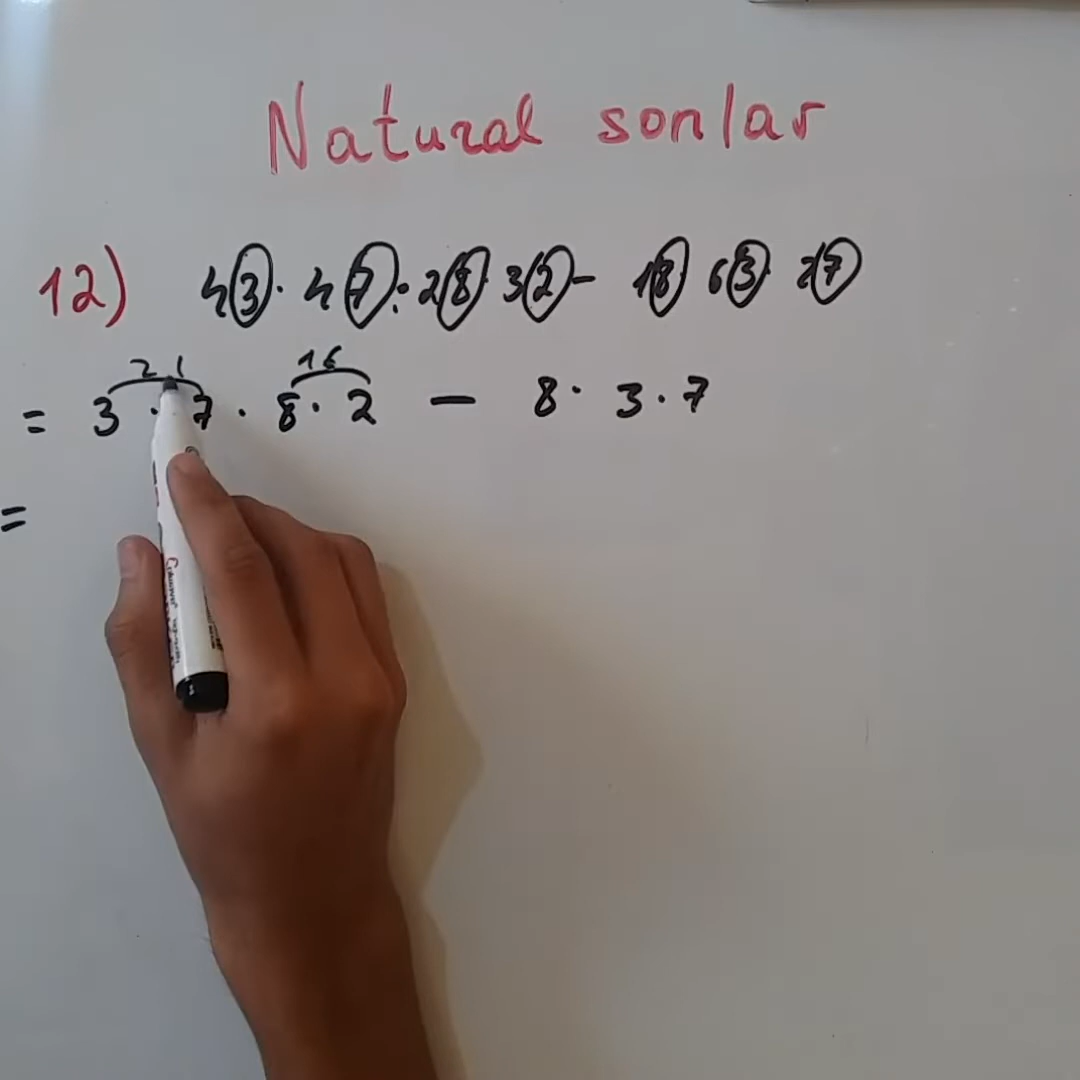 Natural sonlar
12) 43 · 47 · 28 · 32 - 18 · 63 · 27
21 16
= 3 · 7 · 8 · 2 — 8 · 3 · 7
=